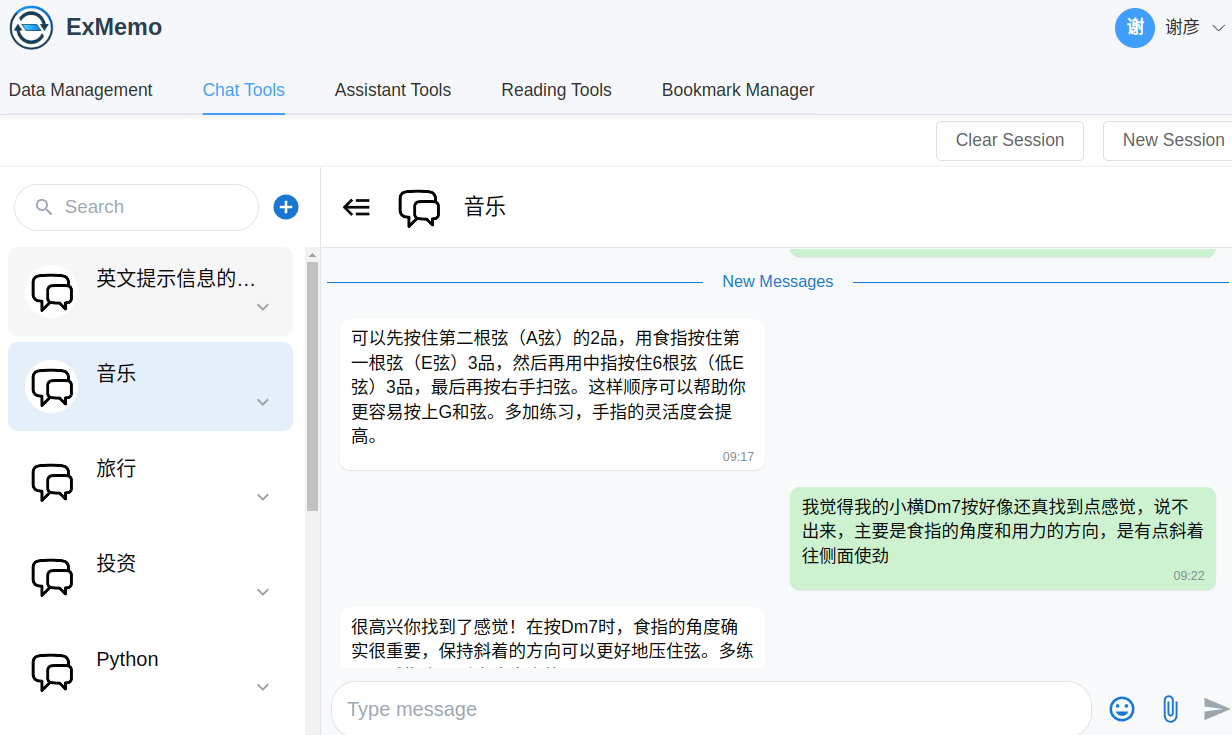 ExMemo
谢 谢彦
Data Management Chat Tools Assistant Tools Reading Tools Bookmark Manager
Clear Session New Session
Search
音乐
英文提示信息的…
音乐
旅行
投资
Python
New Messages
可以先按住第二根弦（A弦）的2品，用食指按住第
一根弦（E弦）3品，然后再用中指按住6根弦（低E
弦）3品，最后再按右手扫弦。这样顺序可以帮助你
更容易按上G和弦。多加练习，手指的灵活度会提
高。
09:17
我觉得我的小横Dm7按好像还真找到点感觉，说不
出来，主要是食指的角度和用力的方向，是有点斜着
往侧面使劲
09:22
很高兴你找到了感觉！在按Dm7时，食指的角度确
实很重要，保持斜着的方向可以更好地压住弦。多练
Type message